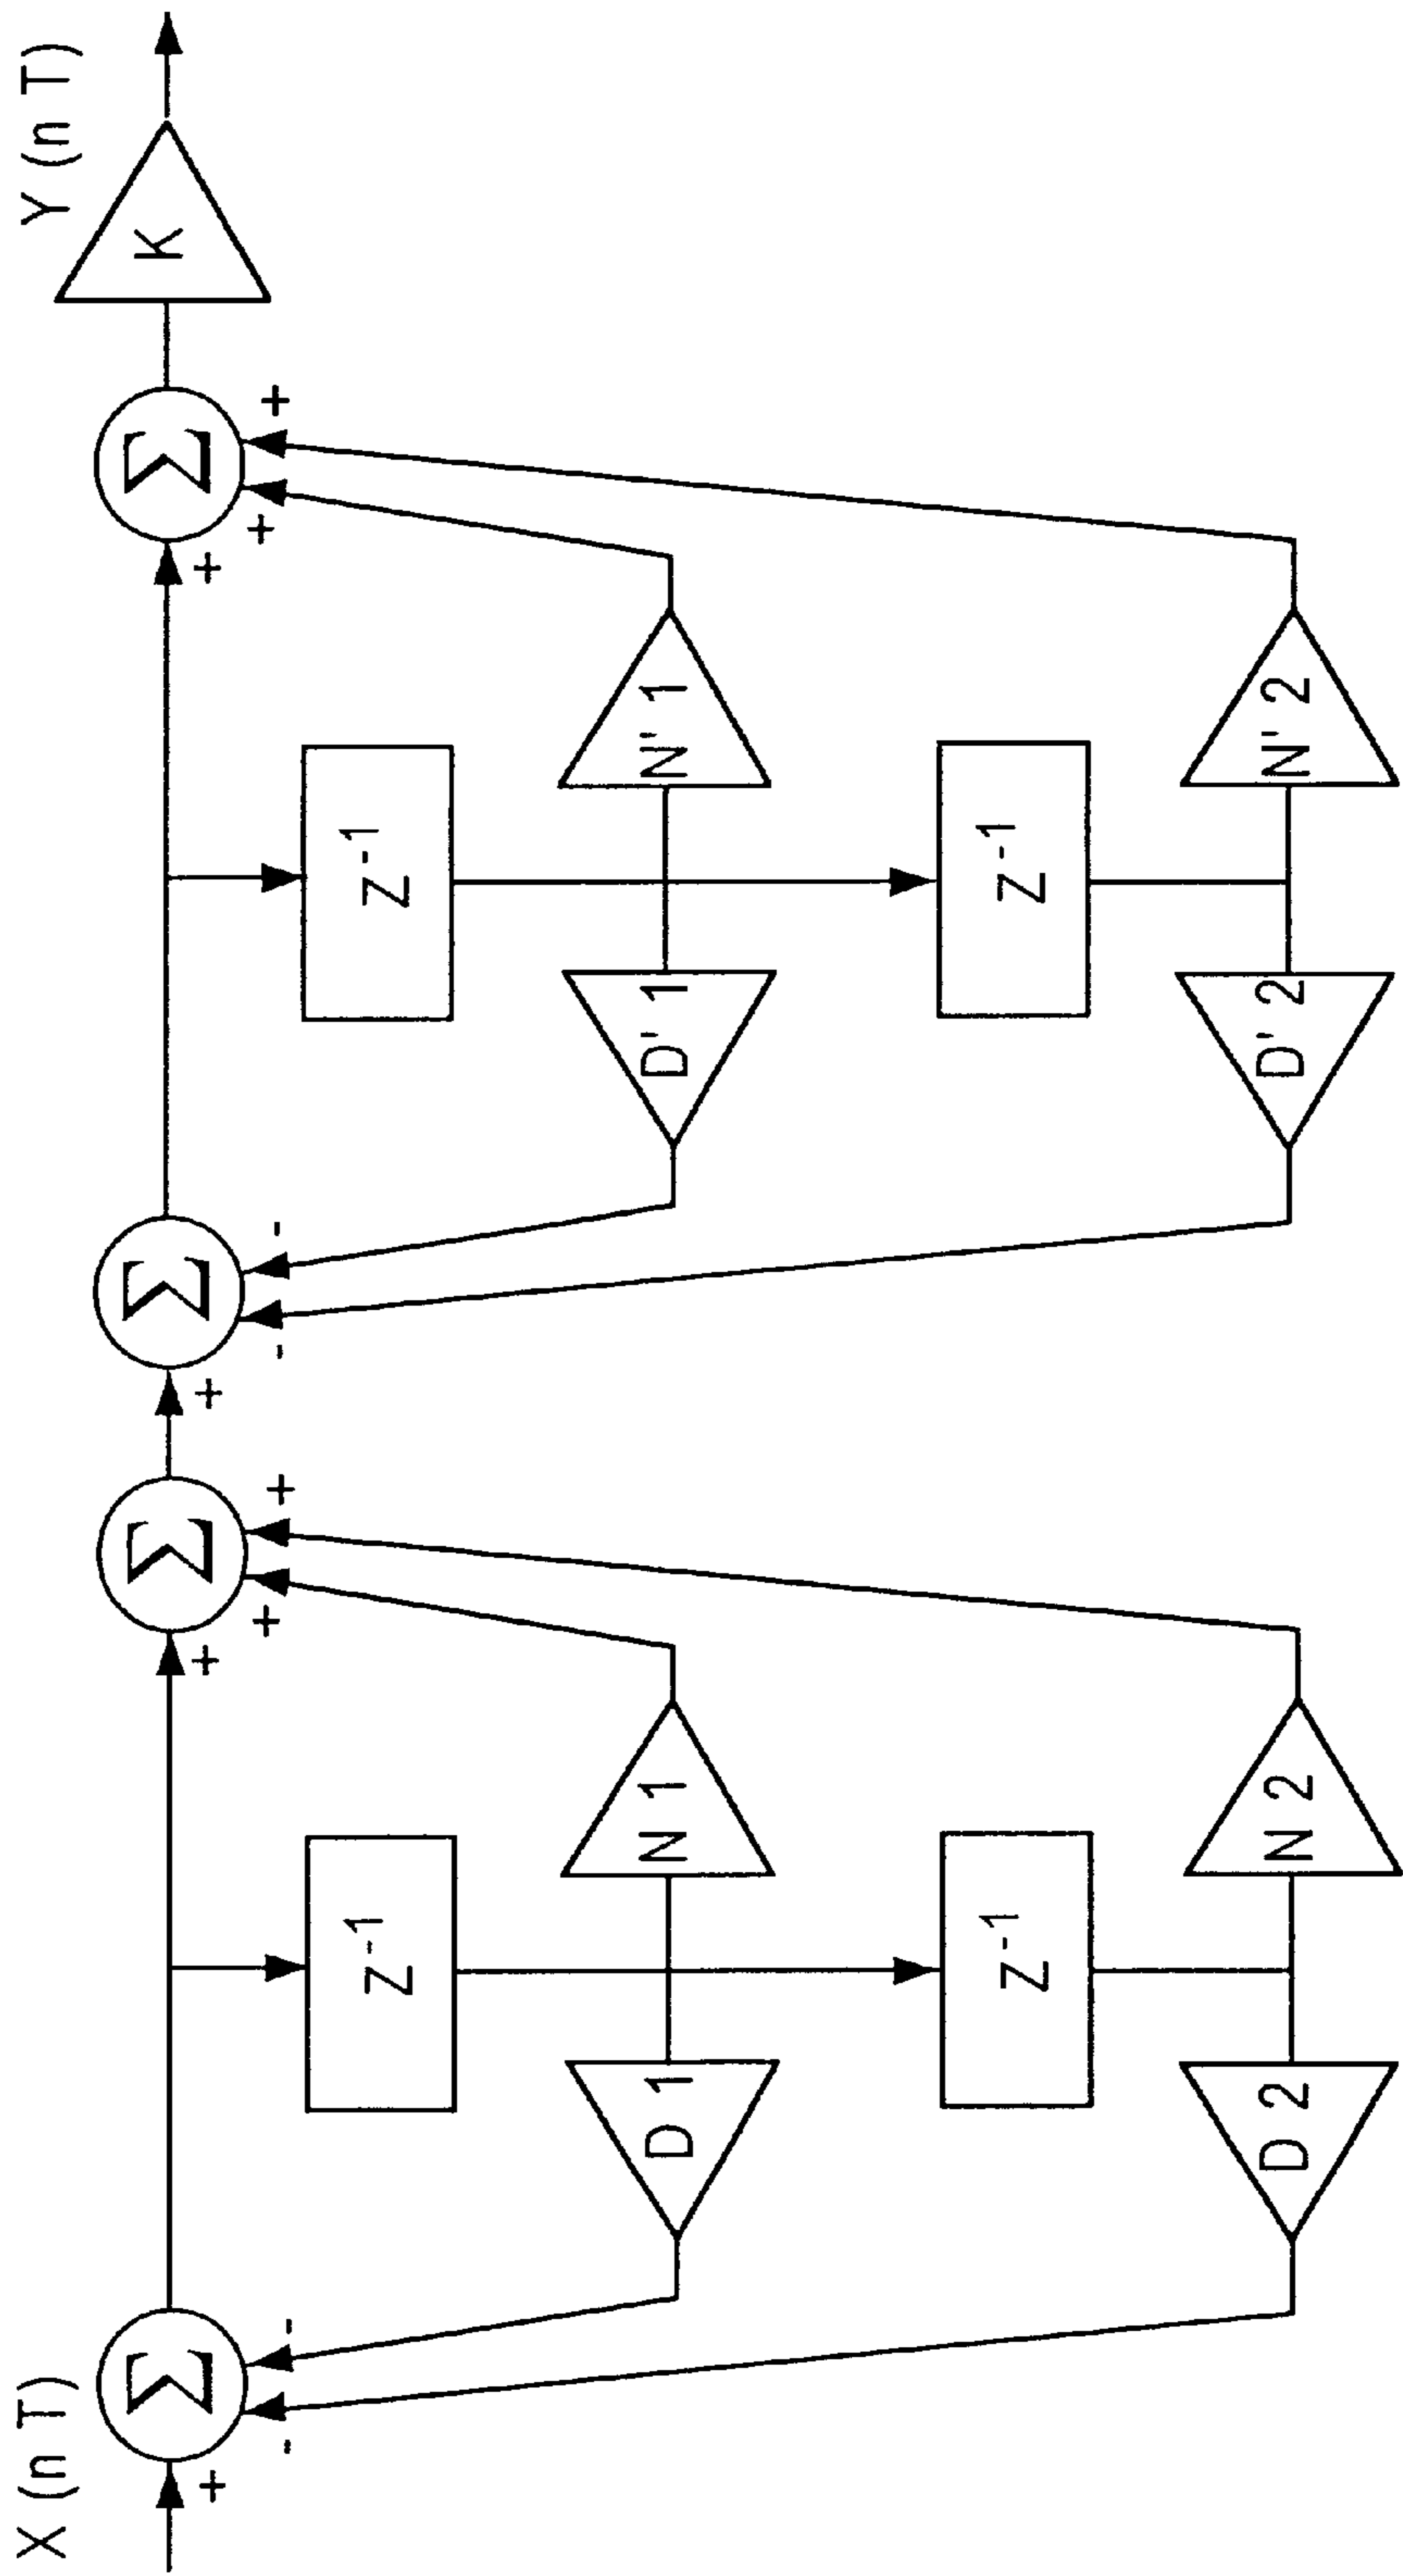 X (n T)
Y (n T)
+
Σ
-
-
+
Σ
+
+
+
Σ
-
-
+
Σ
+
+
K
Z-1
Z-1
D 1
N 1
D' 1
N' 1
Z-1
Z-1
D 2
N 2
D' 2
N' 2